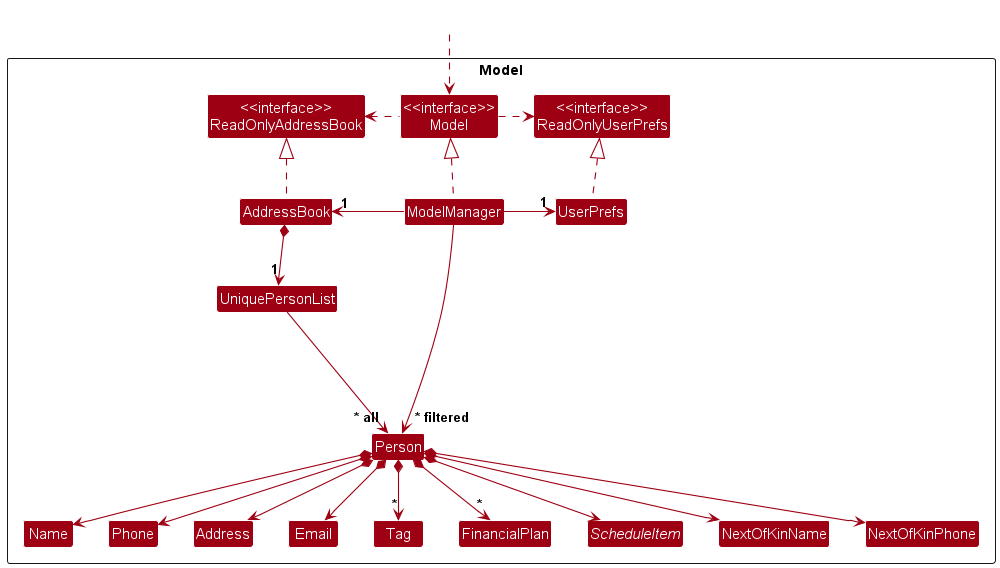 Model
<<interface>>
ReadOnlyAddressBook
<<interface>>
Model
<<interface>>
ReadOnlyUserPrefs
AddressBook
1
ModelManager
1
UserPrefs
1
UniquePersonList
* all
* filtered
Person
*
*
Name
Phone
Address
Email
Tag
FinancialPlan
ScheduleItem
NextOfKinName
NextOfKinPhone